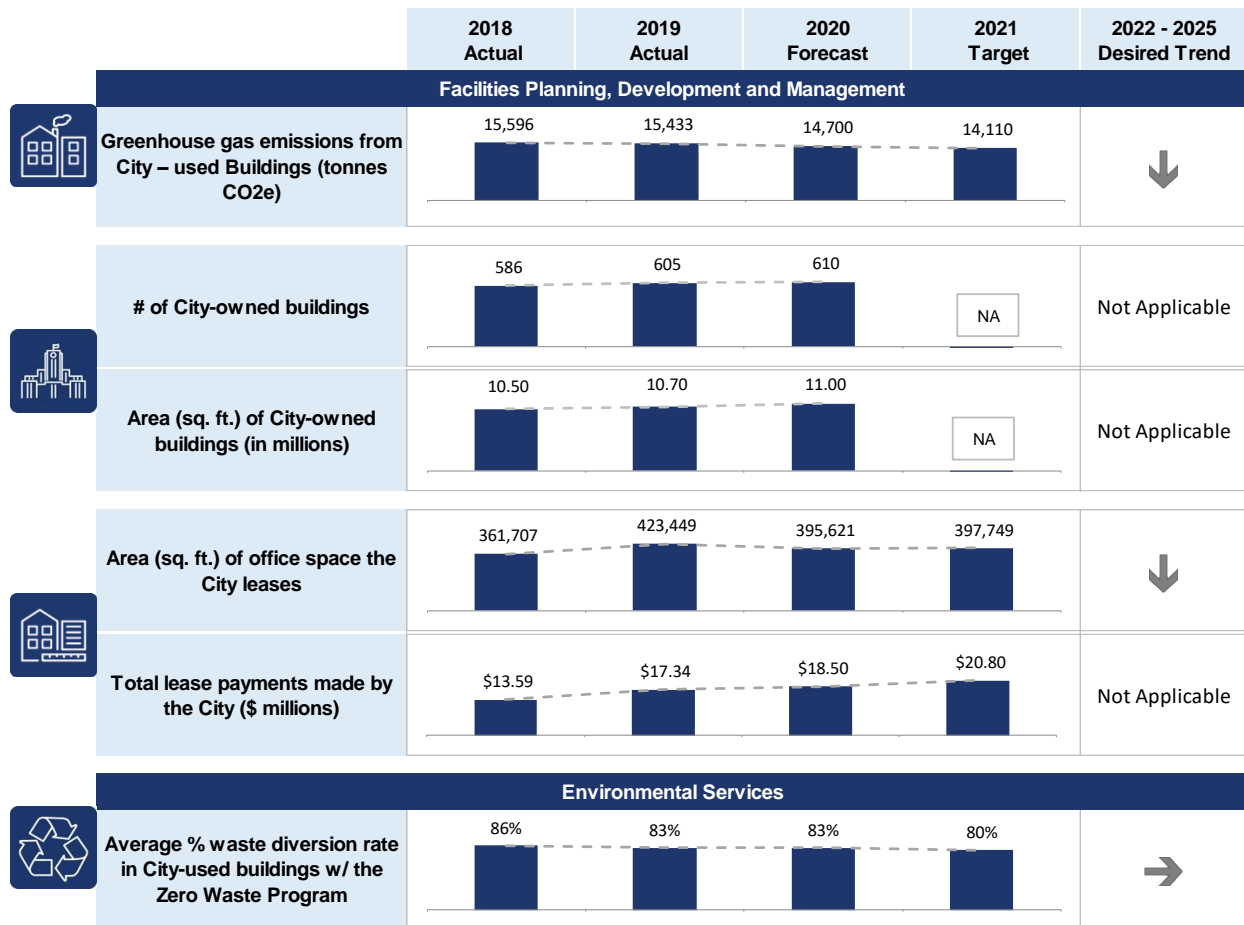 2018 Actual
2019 Actual
2020 Forecast
2021 Target
2022 - 2025 Desired Trend
Facilities Planning, Development and Management
Greenhouse gas emissions from
City – used Buildings (tonnes
CO2e)
15,596
15,433
14,700
14,110
# of City-owned buildings
586
605
610
NA
Not Applicable
Area (sq. ft.) of City-owned
buildings (in millions)
10.50
10.70
11.00
NA
Not Applicable
Area (sq. ft.) of office space the
City leases
361,707
423,449
395,621
397,749
Total lease payments made by
the City ($ millions)
$13.59
$17.34
$18.50
$20.80
Not Applicable
Environmental Services
Average % waste diversion rate
in City-used buildings w/ the
Zero Waste Program
86%
83%
83%
80%